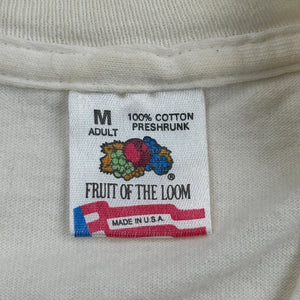 M 100% COTTON
ADULT PRESHRUNK
®
FRUIT OF THE LOOM
MADE IN U.S.A.